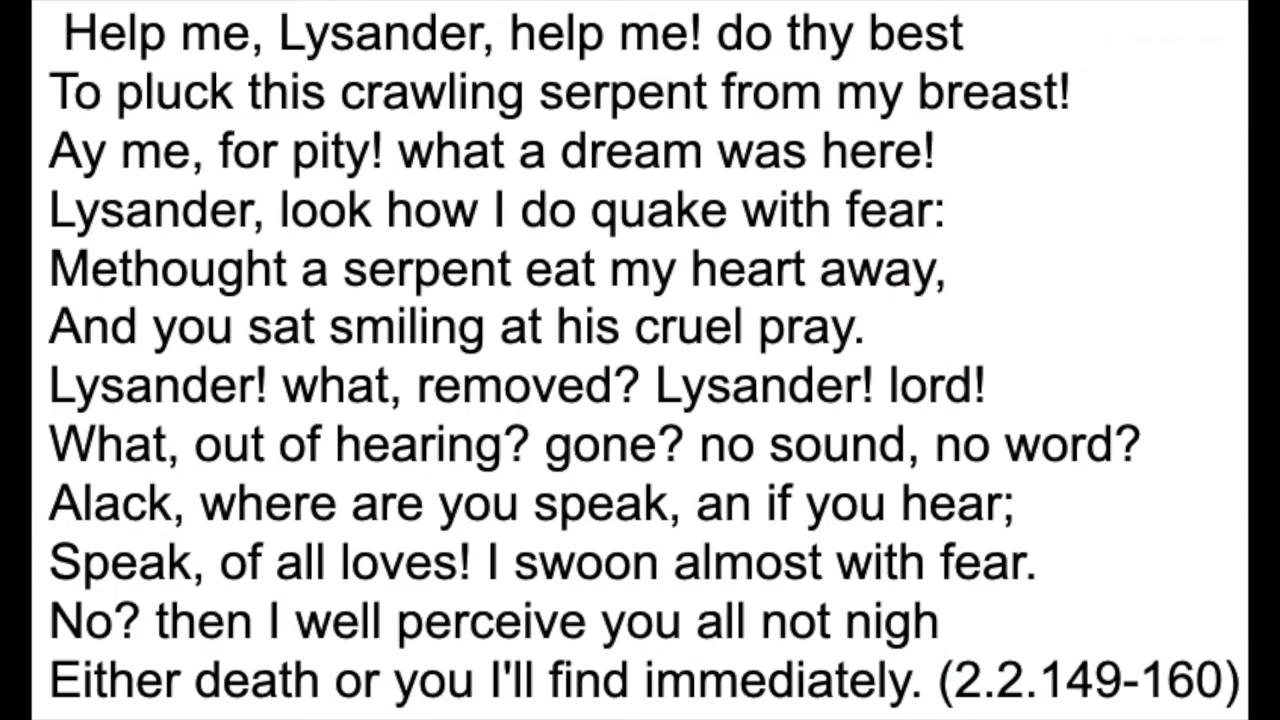 Help me, Lysander, help me! do thy best
To pluck this crawling serpent from my breast!
Ay me, for pity! what a dream was here!
Lysander, look how I do quake with fear:
Methought a serpent eat my heart away,
And you sat smiling at his cruel pray.
Lysander! what, removed? Lysander! lord!
What, out of hearing? gone? no sound, no word?
Alack, where are you speak, an if you hear;
Speak, of all loves! I swoon almost with fear.
No? then I well perceive you all not nigh
Either death or you I'll find immediately. (2.2.149-160)